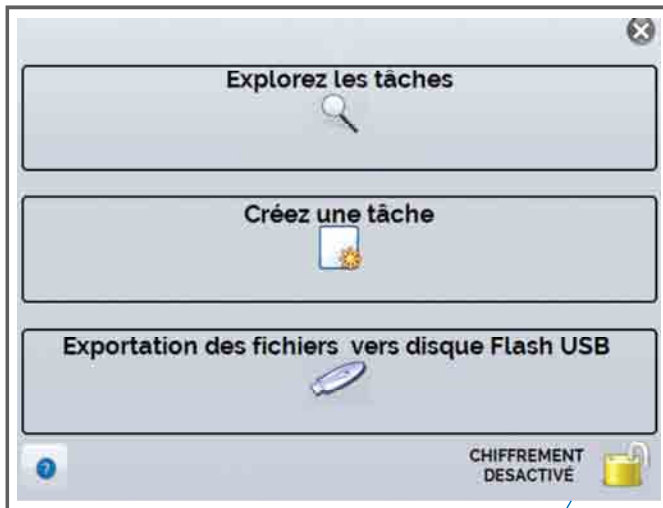 Explorez les tâches
Créez une tâche
Exportation des fichiers  vers disque Flash USB
CHIFFREMENT
DESACTIVÉ